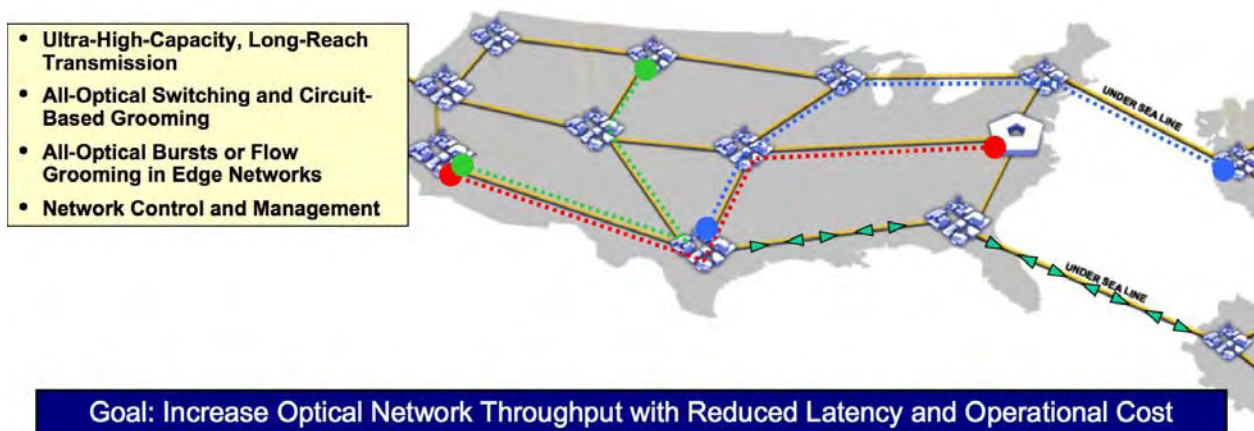 • Ultra-High-Capacity, Long-Reach
Transmission
• All-Optical Switching and Circuit-
Based Grooming
• All-Optical Bursts or Flow
Grooming in Edge Networks
• Network Control and Management
UNDER SEA LINE
UNDER SEA LINE
Goal: Increase Optical Network Throughput with Reduced Latency and Operational Cost